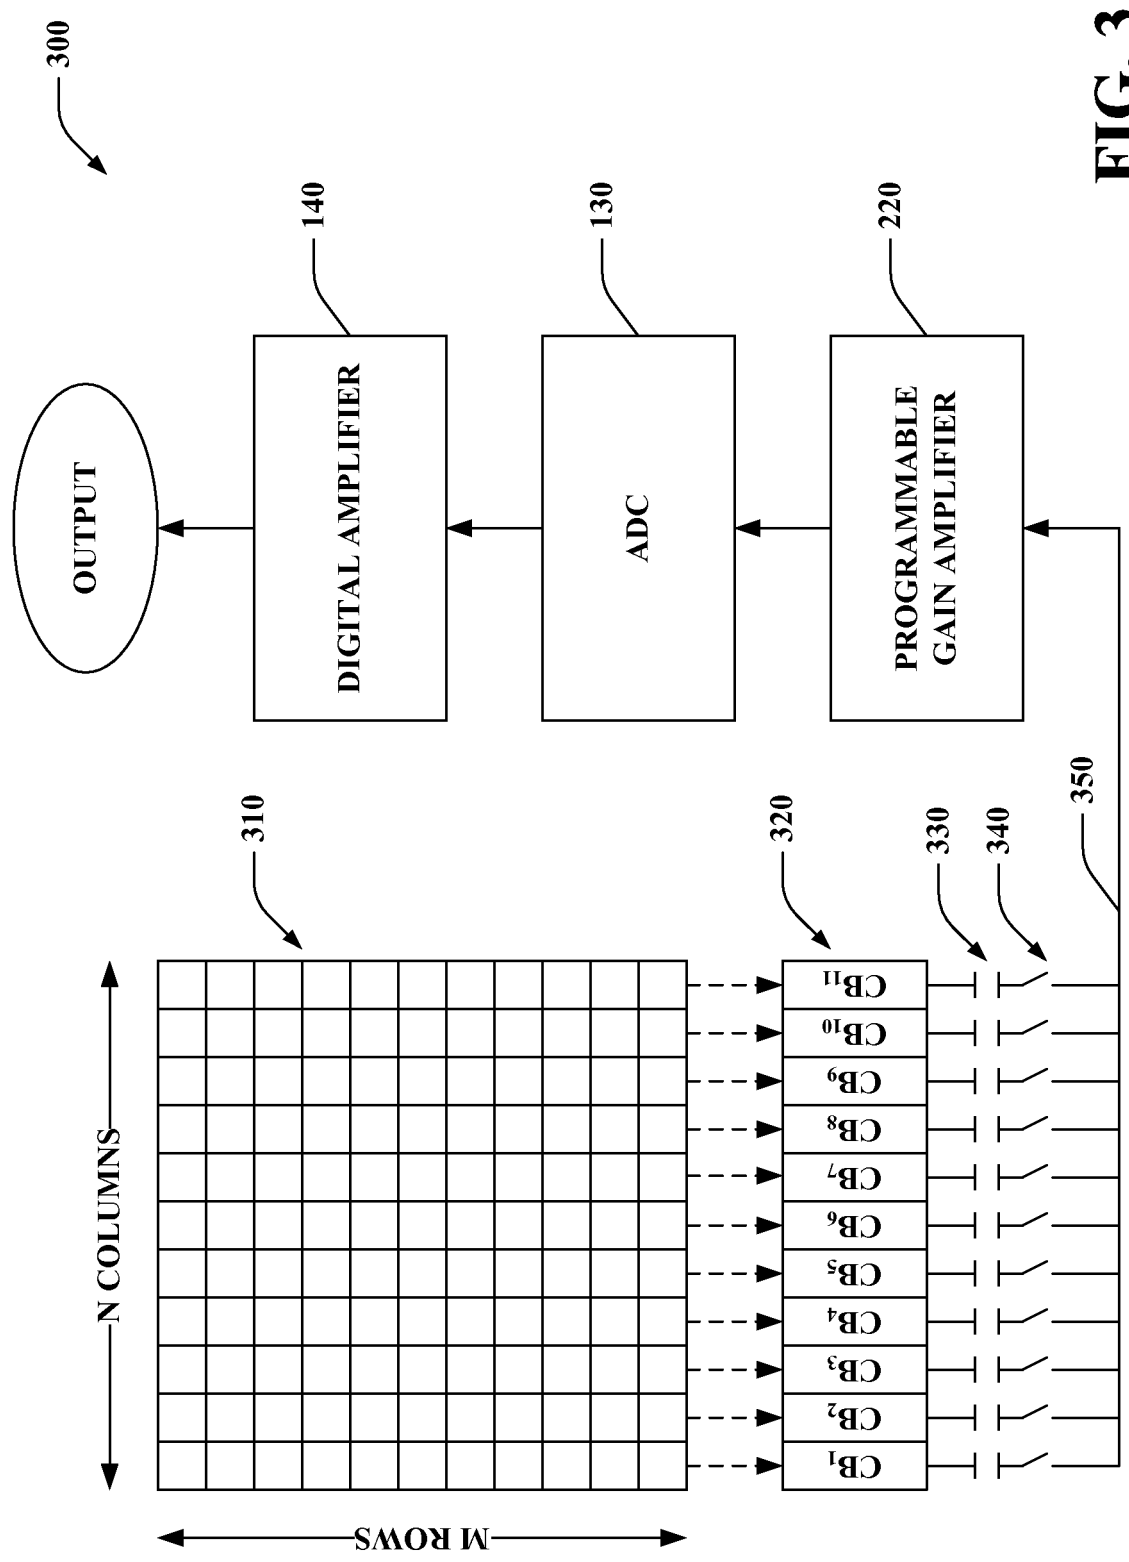 300
N COLUMNS
M ROWS
310
OUTPUT
DIGITAL AMPLIFIER
140
ADC
130
PROGRAMMABLE
GAIN AMPLIFIER
220
CB1
CB2
CB3
CB4
CB5
CB6
CB7
CB8
CB9
CB10
CB11
320
330
340
350
FIG. 3